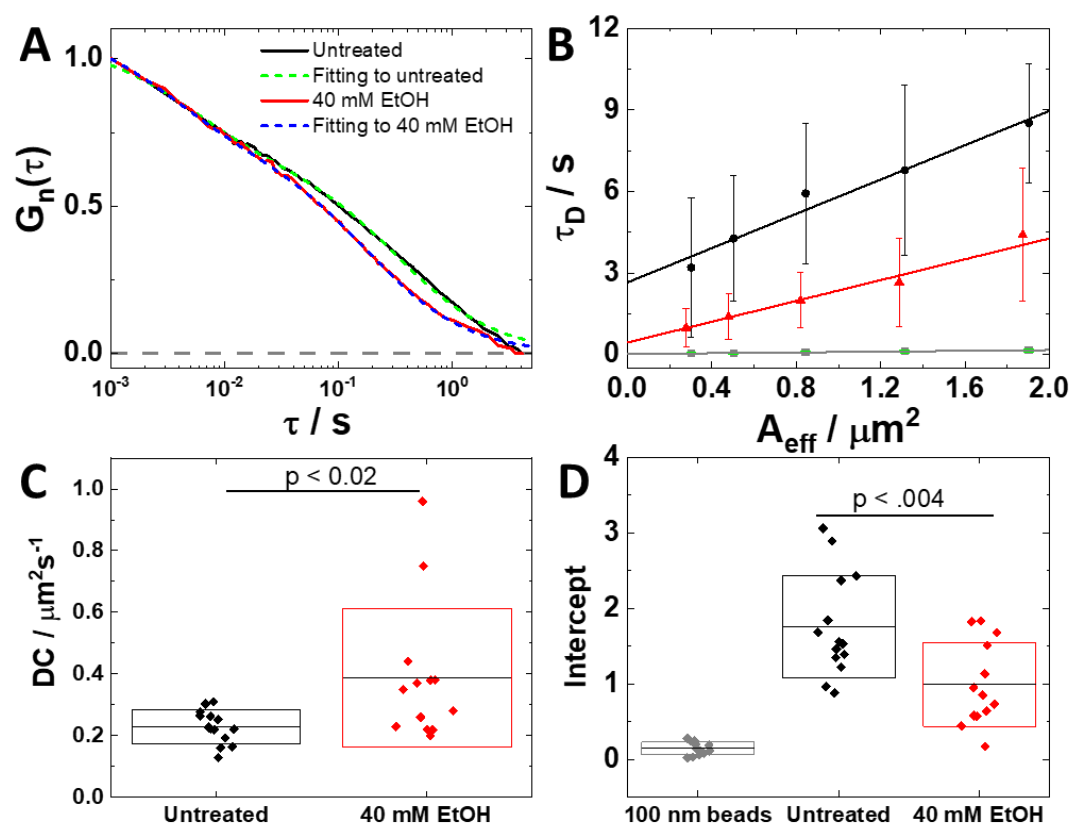 A
1.0
0.5
0.0
Gn(τ)
10⁻³
10⁻²
10⁻¹
10⁰
τ / s
Untreated
Fitting to untreated
40 mM EtOH
Fitting to 40 mM EtOH
B
9
6
3
0
τD / s
0.0
0.4
0.8
1.2
1.6
2.0
Aeff / μm²
C
1.0
0.8
0.6
0.4
0.2
0.0
DC / μm²s⁻¹
p < 0.02
Untreated
40 mM EtOH
D
4
3
2
1
0
Intercept
p < .004
100 nm beads
Untreated
40 mM EtOH